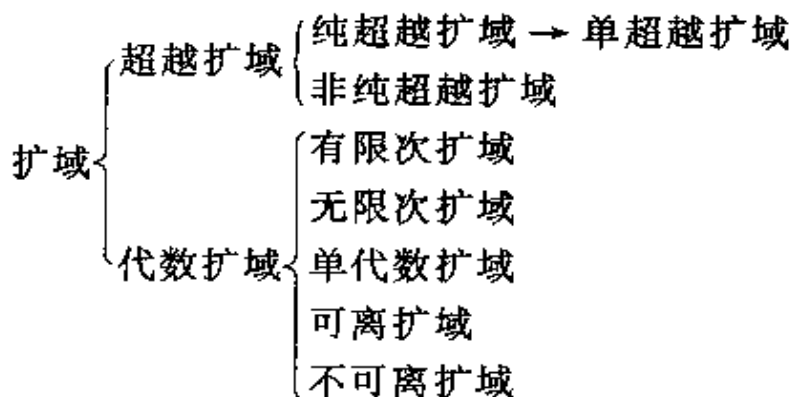 纯超越扩域 → 单超越扩域
超越扩域
非纯超越扩域
扩域
有限次扩域
无限次扩域
代数扩域
单代数扩域
可离扩域
不可离扩域